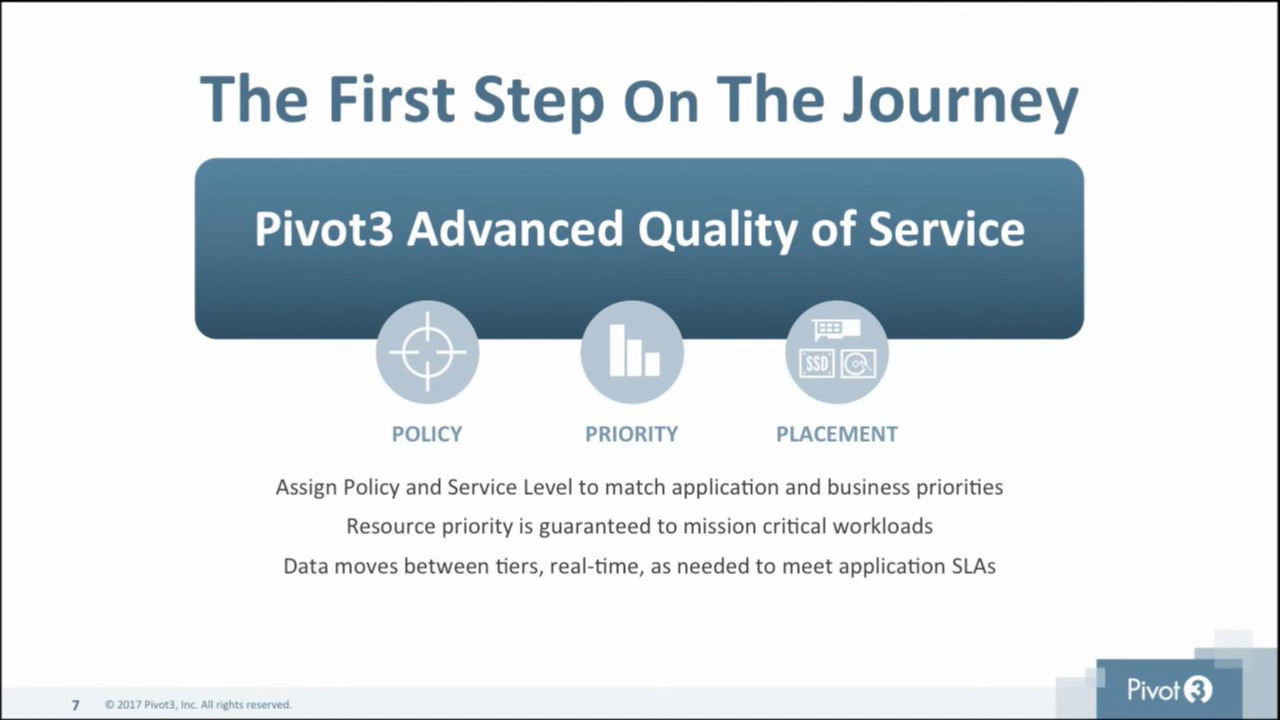 The First Step On The Journey
Pivot3 Advanced Quality of Service
SSD
POLICY
PRIORITY
PLACEMENT
Assign Policy and Service Level to match application and business priorities
Resource priority is guaranteed to mission critical workloads
Data moves between tiers, real-time, as needed to meet application SLAs
7
© 2017 Pivot3, Inc. All rights reserved.
Pivot3